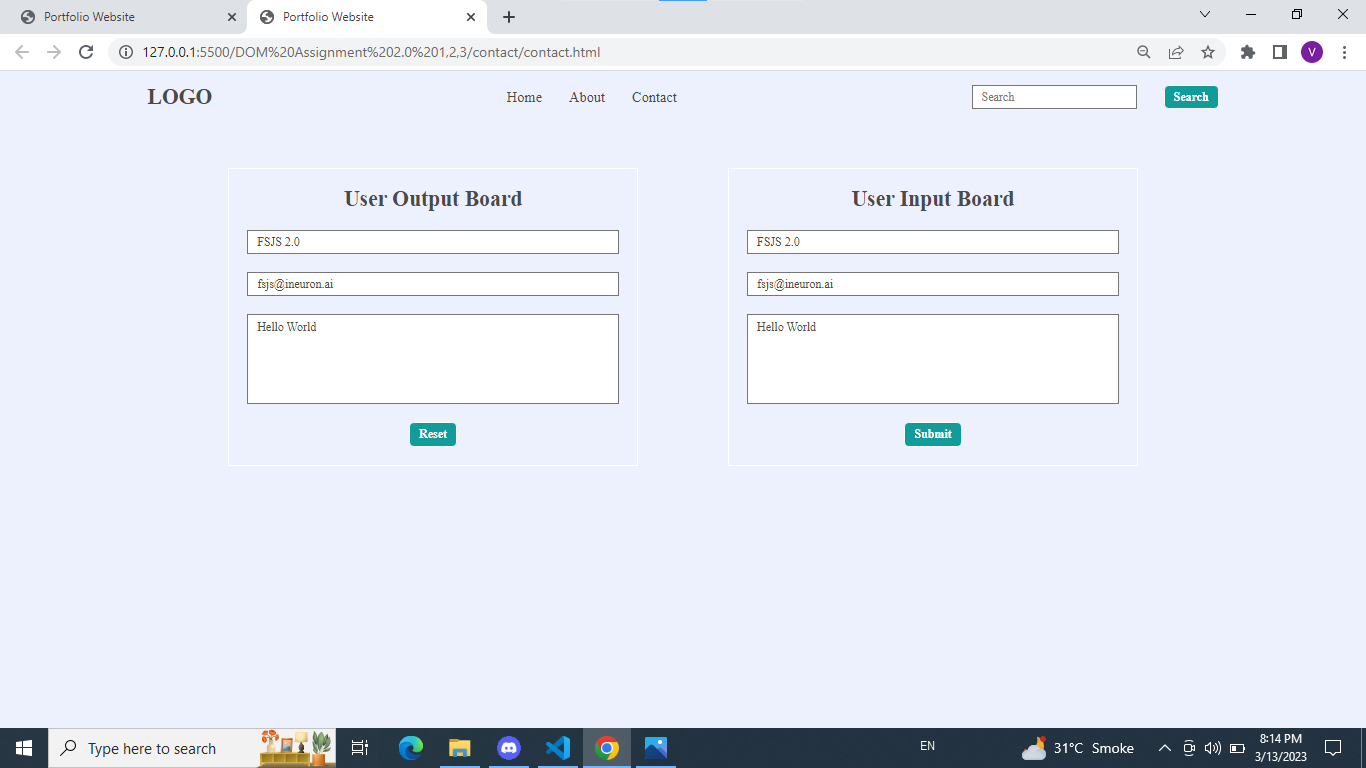 Portfolio Website
Portfolio Website
127.0.0.1:5500/DOM%20Assignment%202.0%201,2,3/contact/contact.html
V
LOGO
Home
About
Contact
Search
Search
User Output Board
FSJS 2.0
fsjs@ineuron.ai
Hello World
Reset
User Input Board
FSJS 2.0
fsjs@ineuron.ai
Hello World
Submit
Type here to search
EN
31°C Smoke
8:14 PM
3/13/2023